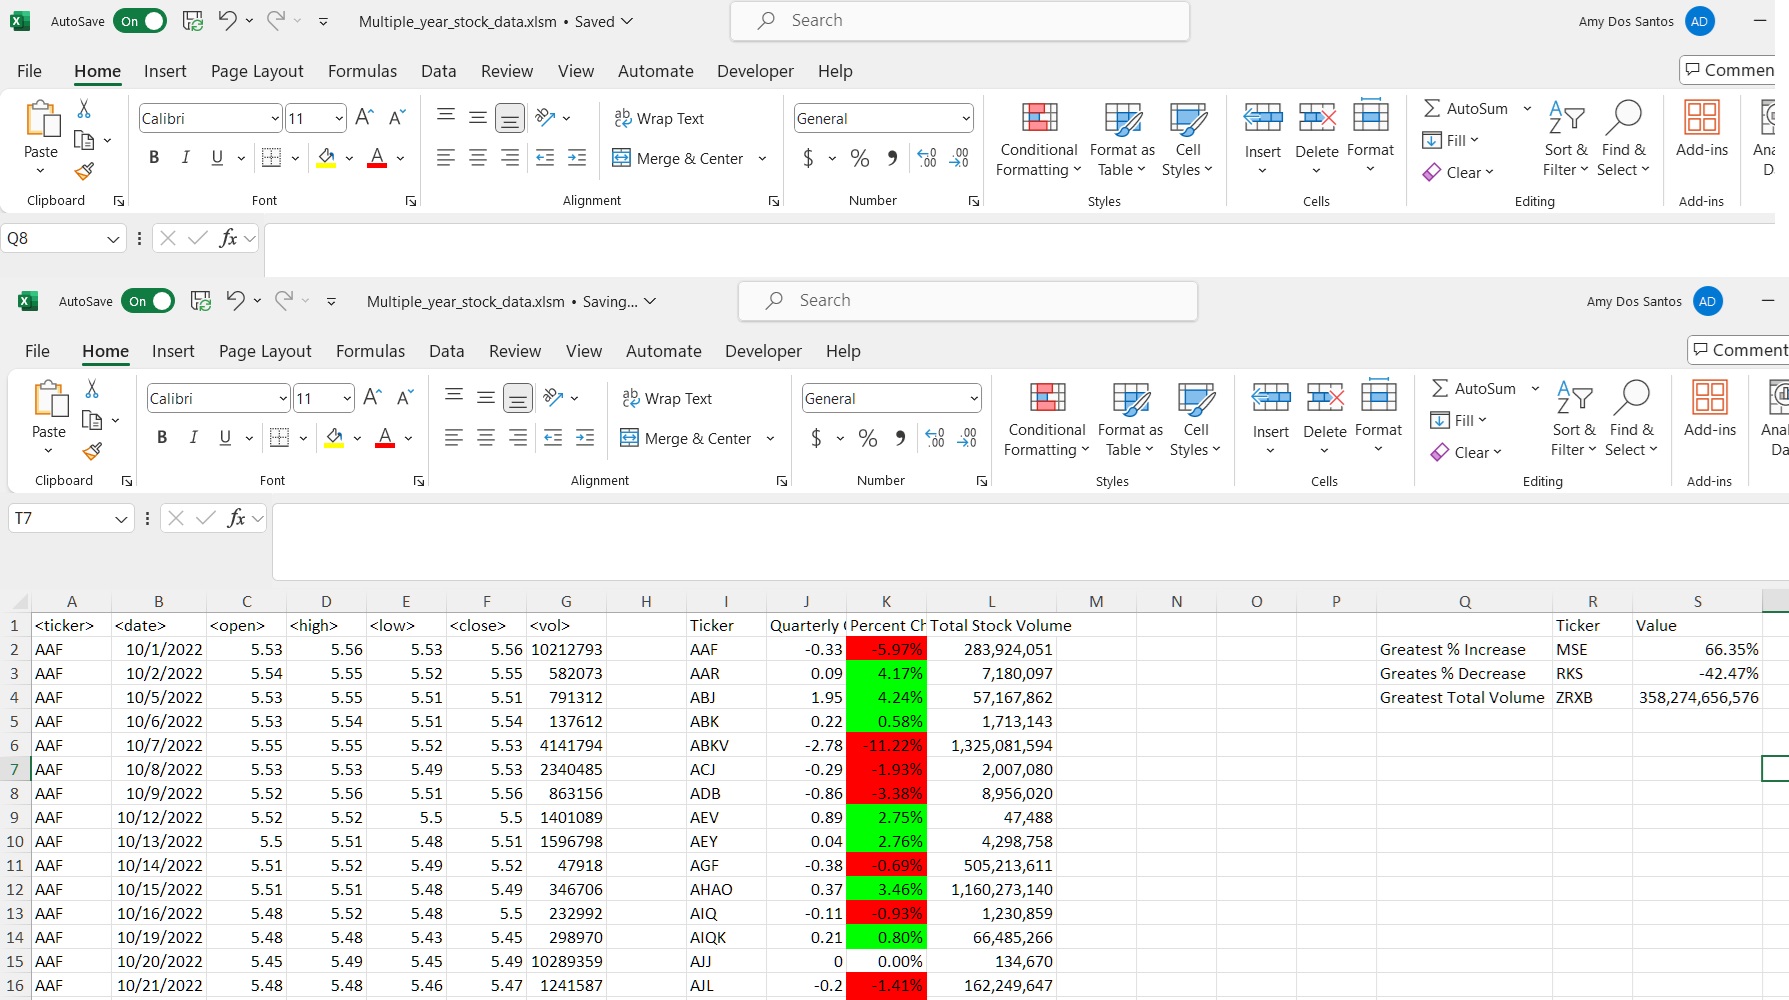 AutoSave On Multiple_year_stock_data.xlsm • Saved Search Amy Dos Santos AD
File Home Insert Page Layout Formulas Data Review View Automate Developer Help Commen
Paste Calibri 11 A A ab Wrap Text General Conditional Formatting Format as Table Cell Styles Insert Delete Format AutoSum Fill Clear Sort & Filter Find & Select Add-ins Ana D
B I U A Merge & Center $ % 9
Clipboard Font Alignment Number Styles Cells Editing Add-ins
Q8 fx
AutoSave On Multiple_year_stock_data.xlsm • Saving... Search Amy Dos Santos AD
File Home Insert Page Layout Formulas Data Review View Automate Developer Help Comment
Paste Calibri 11 A A ab Wrap Text General Conditional Formatting Format as Table Cell Styles Insert Delete Format AutoSum Fill Clear Sort & Filter Find & Select Add-ins Anal Da
B I U A Merge & Center $ % 9
Clipboard Font Alignment Number Styles Cells Editing Add-ins
T7 fx
A B C D E F G H I J K L M N O P Q R S
1 <ticker> <date> <open> <high> <low> <close> <vol> Ticker Quarterly Percent Ch Total Stock Volume Ticker Value
2 AAF 10/1/2022 5.53 5.56 5.53 5.56 10212793 AAF -0.33 -5.97% 283,924,051 Greatest % Increase MSE 66.35%
3 AAF 10/2/2022 5.54 5.55 5.52 5.55 582073 AAR 0.09 4.17% 7,180,097 Greates % Decrease RKS -42.47%
4 AAF 10/5/2022 5.53 5.55 5.51 5.51 791312 ABJ 1.95 4.24% 57,167,862 Greatest Total Volume ZRXB 358,274,656,576
5 AAF 10/6/2022 5.53 5.54 5.51 5.54 137612 ABK 0.22 0.58% 1,713,143
6 AAF 10/7/2022 5.55 5.55 5.52 5.53 4141794 ABKV -2.78 -11.22% 1,325,081,594
7 AAF 10/8/2022 5.53 5.53 5.49 5.53 2340485 ACJ -0.29 -1.93% 2,007,080
8 AAF 10/9/2022 5.52 5.56 5.51 5.56 863156 ADB -0.86 -3.38% 8,956,020
9 AAF 10/12/2022 5.52 5.52 5.5 5.5 1401089 AEV 0.89 2.75% 47,488
10 AAF 10/13/2022 5.5 5.51 5.48 5.51 1596798 AEY 0.04 2.76% 4,298,758
11 AAF 10/14/2022 5.51 5.52 5.49 5.52 47918 AGF -0.38 -0.69% 505,213,611
12 AAF 10/15/2022 5.51 5.51 5.48 5.49 346706 AHAO 0.37 3.46% 1,160,273,140
13 AAF 10/16/2022 5.48 5.52 5.48 5.5 232992 AIQ -0.11 -0.93% 1,230,859
14 AAF 10/19/2022 5.48 5.48 5.43 5.45 298970 AIQK 0.21 0.80% 66,485,266
15 AAF 10/20/2022 5.45 5.49 5.45 5.49 10289359 AJJ 0 0.00% 134,670
16 AAF 10/21/2022 5.48 5.48 5.46 5.47 1241587 AJL -0.2 -1.41% 162,249,647